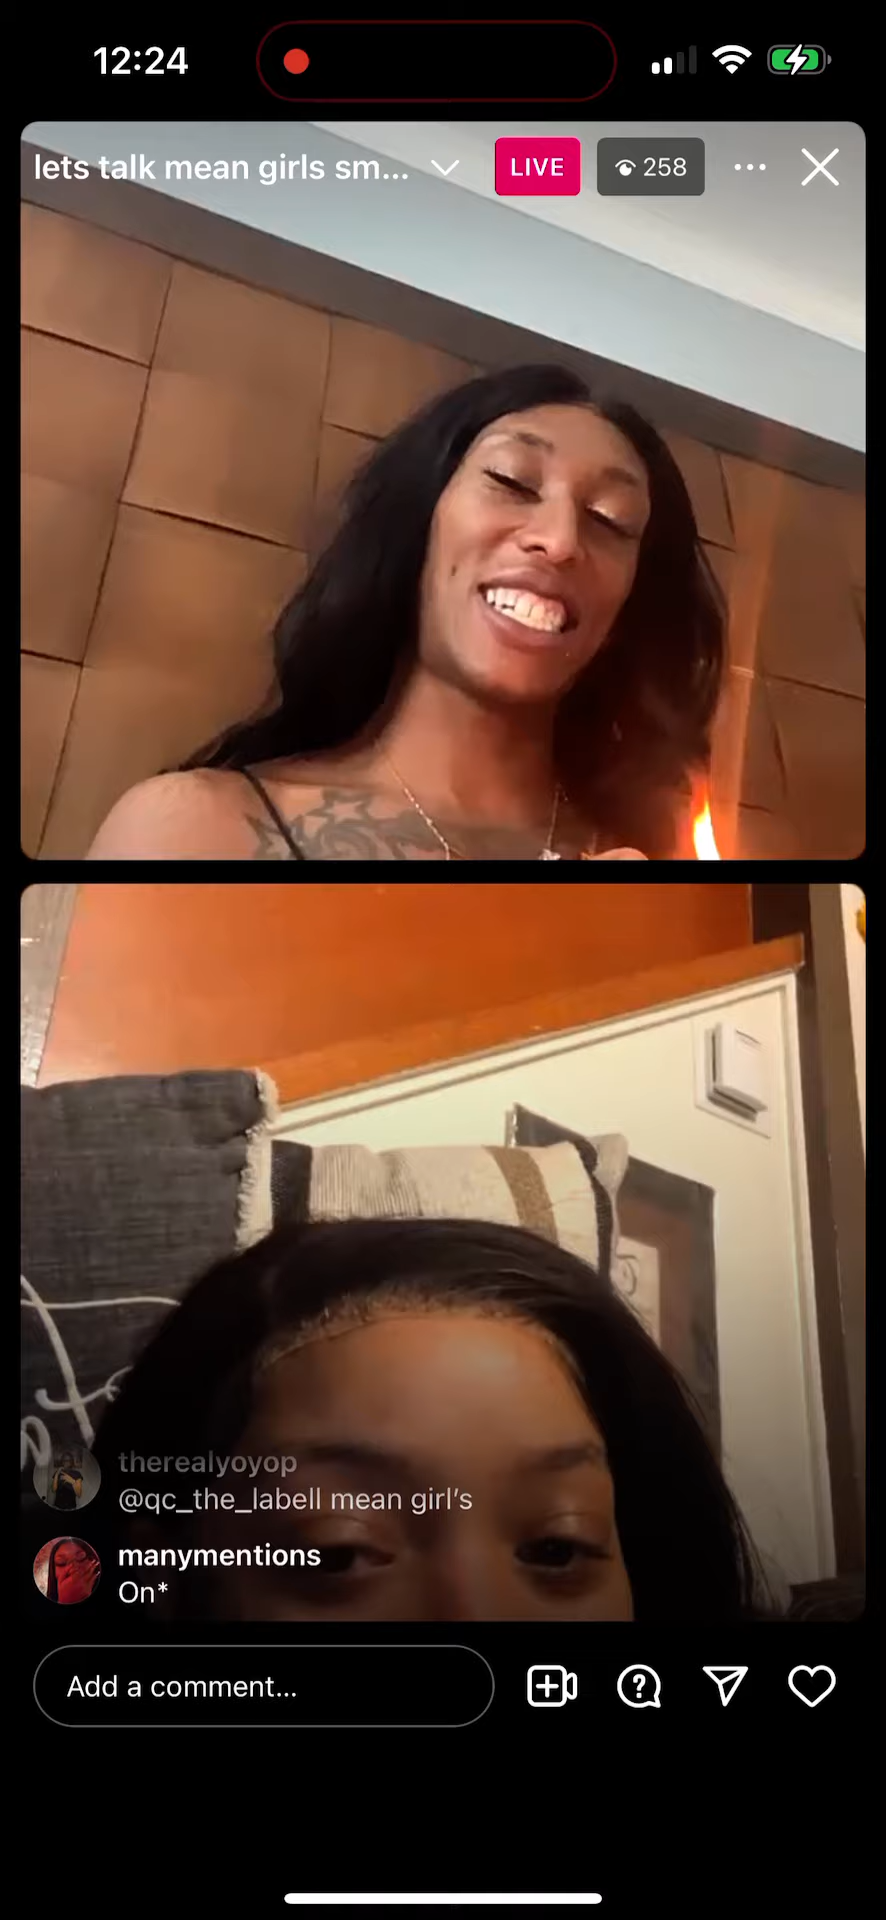 12:24
lets talk mean girls sm...
LIVE
258
therealyoyop
@qc_the_labell mean girl’s
manymentions
On*
Add a comment...